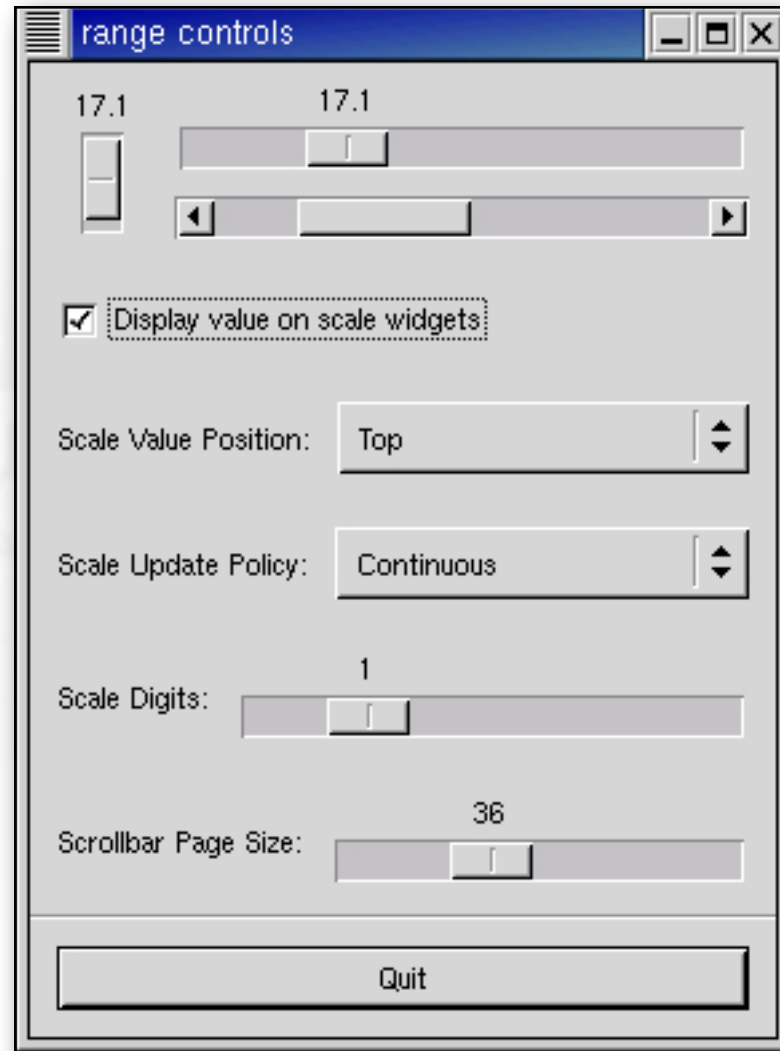 range controls
17.1
17.1
Display value on scale widgets
Scale Value Position:
Top
Scale Update Policy:
Continuous
1
Scale Digits:
36
Scrollbar Page Size:
Quit